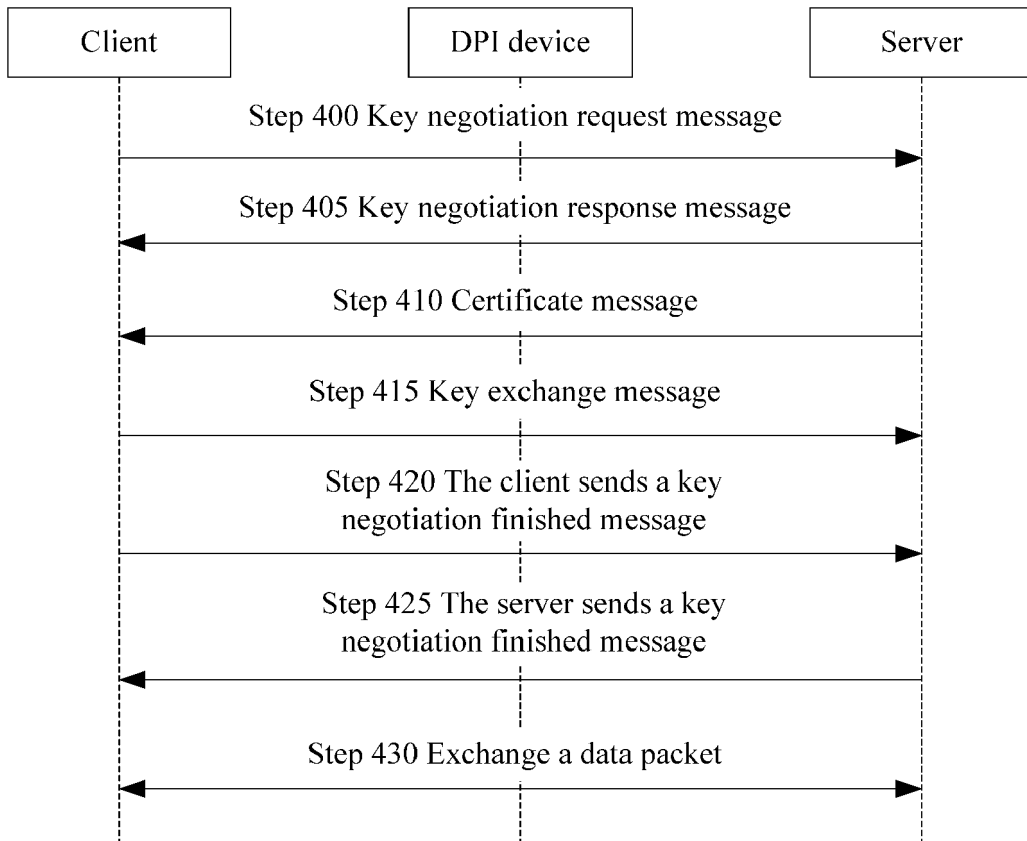 Client
DPI device
Server
Step 400 Key negotiation request message
Step 405 Key negotiation response message
Step 410 Certificate message
Step 415 Key exchange message
Step 420 The client sends a key
negotiation finished message
Step 425 The server sends a key
negotiation finished message
Step 430 Exchange a data packet